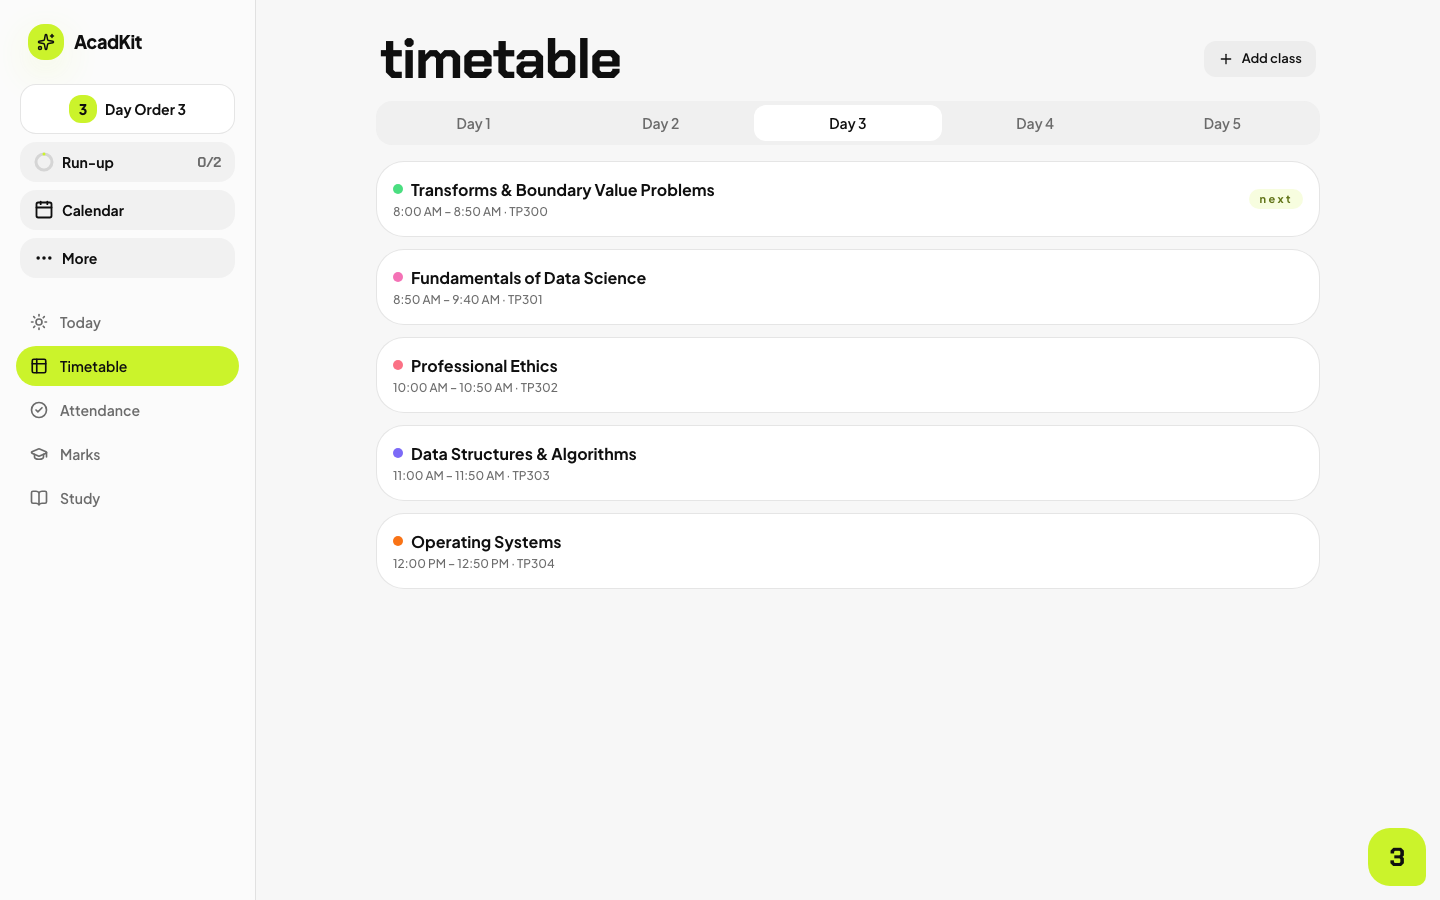 AcadKit
3 Day Order 3
Run-up 0/2
Calendar
More
Today
Timetable
Attendance
Marks
Study
timetable
Add class
Day 1 Day 2 Day 3 Day 4 Day 5
Transforms & Boundary Value Problems
8:00 AM – 8:50 AM · TP300
next
Fundamentals of Data Science
8:50 AM – 9:40 AM · TP301
Professional Ethics
10:00 AM – 10:50 AM · TP302
Data Structures & Algorithms
11:00 AM – 11:50 AM · TP303
Operating Systems
12:00 PM – 12:50 PM · TP304
3